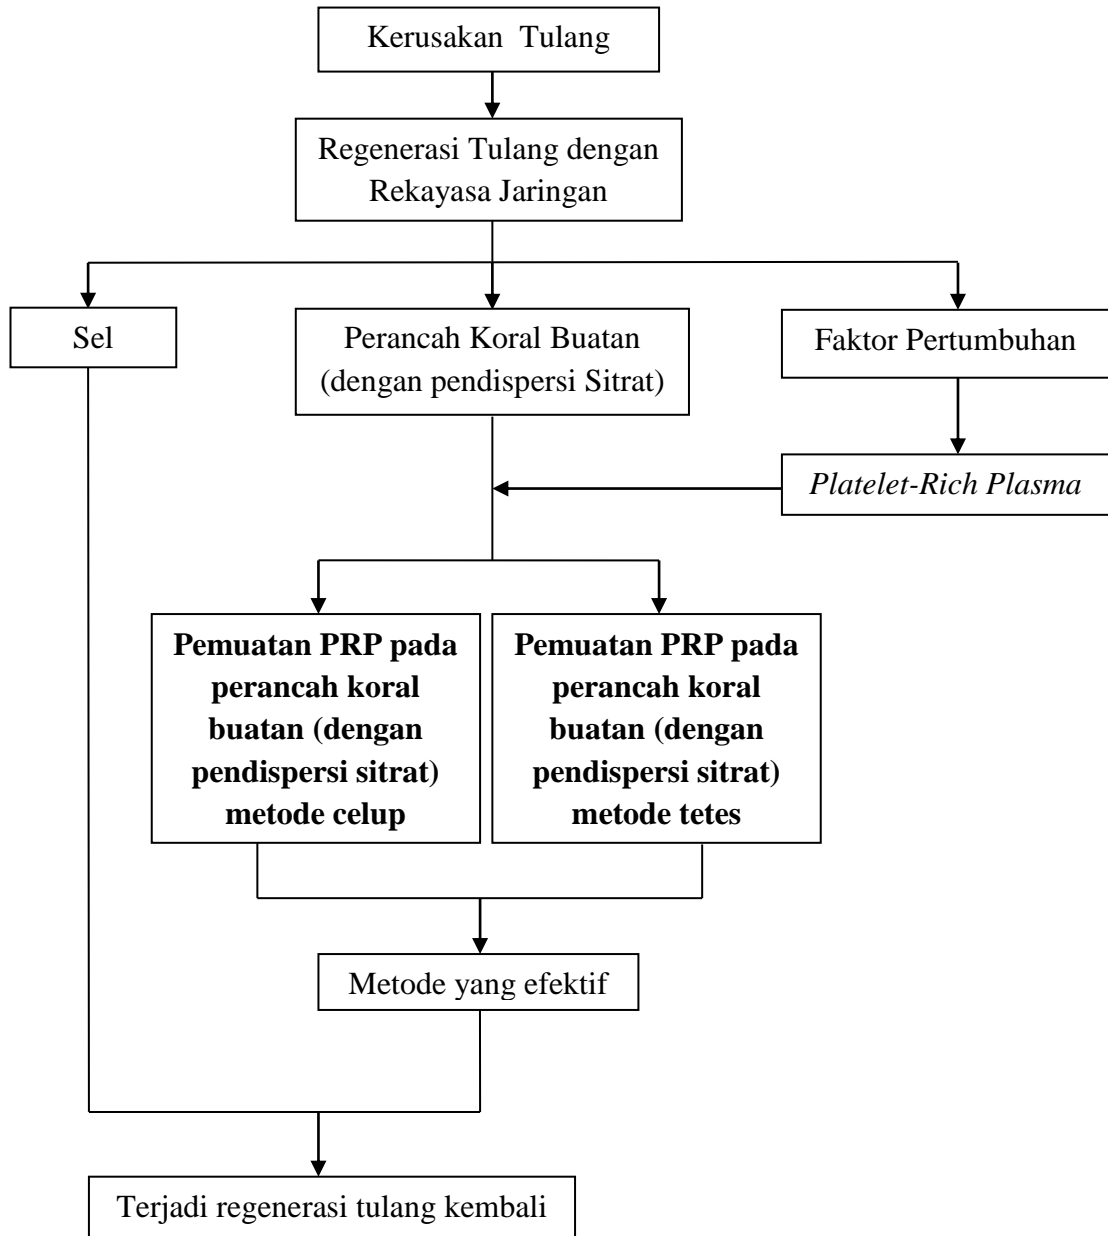 Kerusakan Tulang
Regenerasi Tulang dengan
Rekayasa Jaringan
Sel
Perancah Koral Buatan
(dengan pendispersi Sitrat)
Faktor Pertumbuhan
Platelet-Rich Plasma
Pemuatan PRP pada
perancah koral
buatan (dengan
pendispersi sitrat)
metode celup
Pemuatan PRP pada
perancah koral
buatan (dengan
pendispersi sitrat)
metode tetes
Metode yang efektif
Terjadi regenerasi tulang kembali